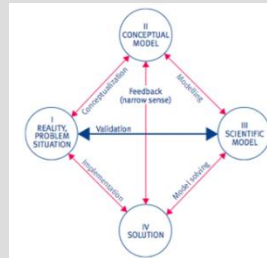 II
CONCEPTUAL
MODEL
Conceptualization
Modelling
Feedback
(narrow sense)
I
REALITY,
PROBLEM
SITUATION
Validation
III
SCIENTIFIC
MODEL
Implementation
Model solving
IV
SOLUTION